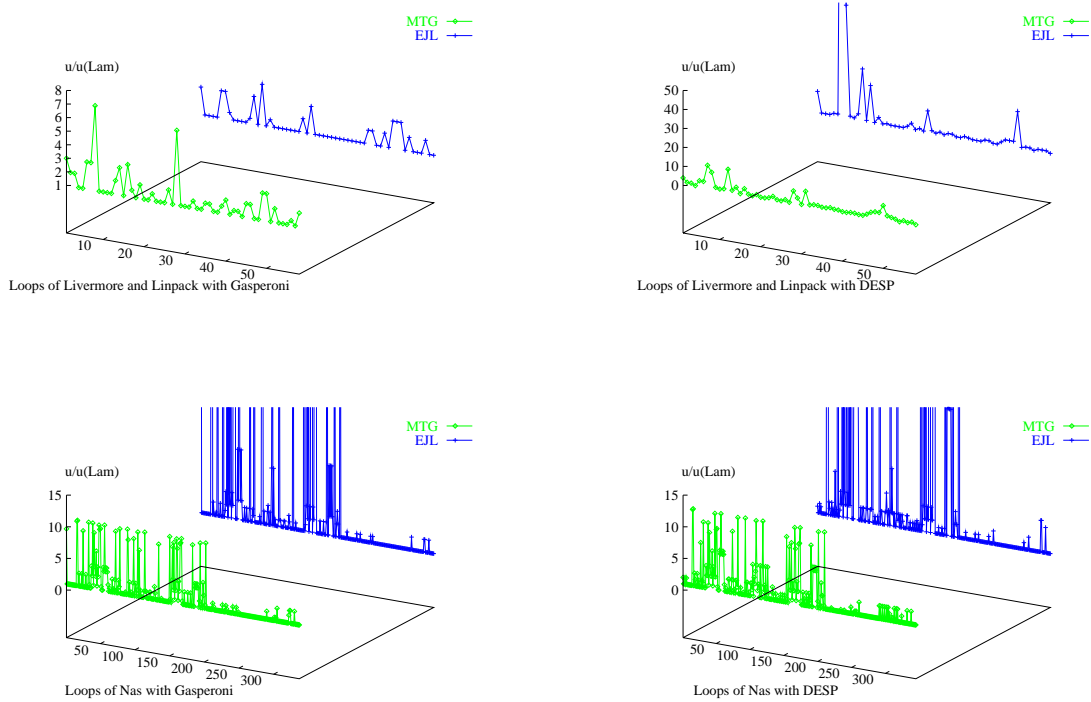 MTG
EJL
u/u(Lam)
8
7
6
5
4
3
2
1
10
20
30
40
50
Loops of Livermore and Linpack with Gasperoni
MTG
EJL
u/u(Lam)
50
40
30
20
10
0
10
20
30
40
50
Loops of Livermore and Linpack with DESP
MTG
EJL
u/u(Lam)
15
10
5
0
50
100
150
200
250
300
Loops of Nas with Gasperoni
MTG
EJL
u/u(Lam)
15
10
5
0
50
100
150
200
250
300
Loops of Nas with DESP